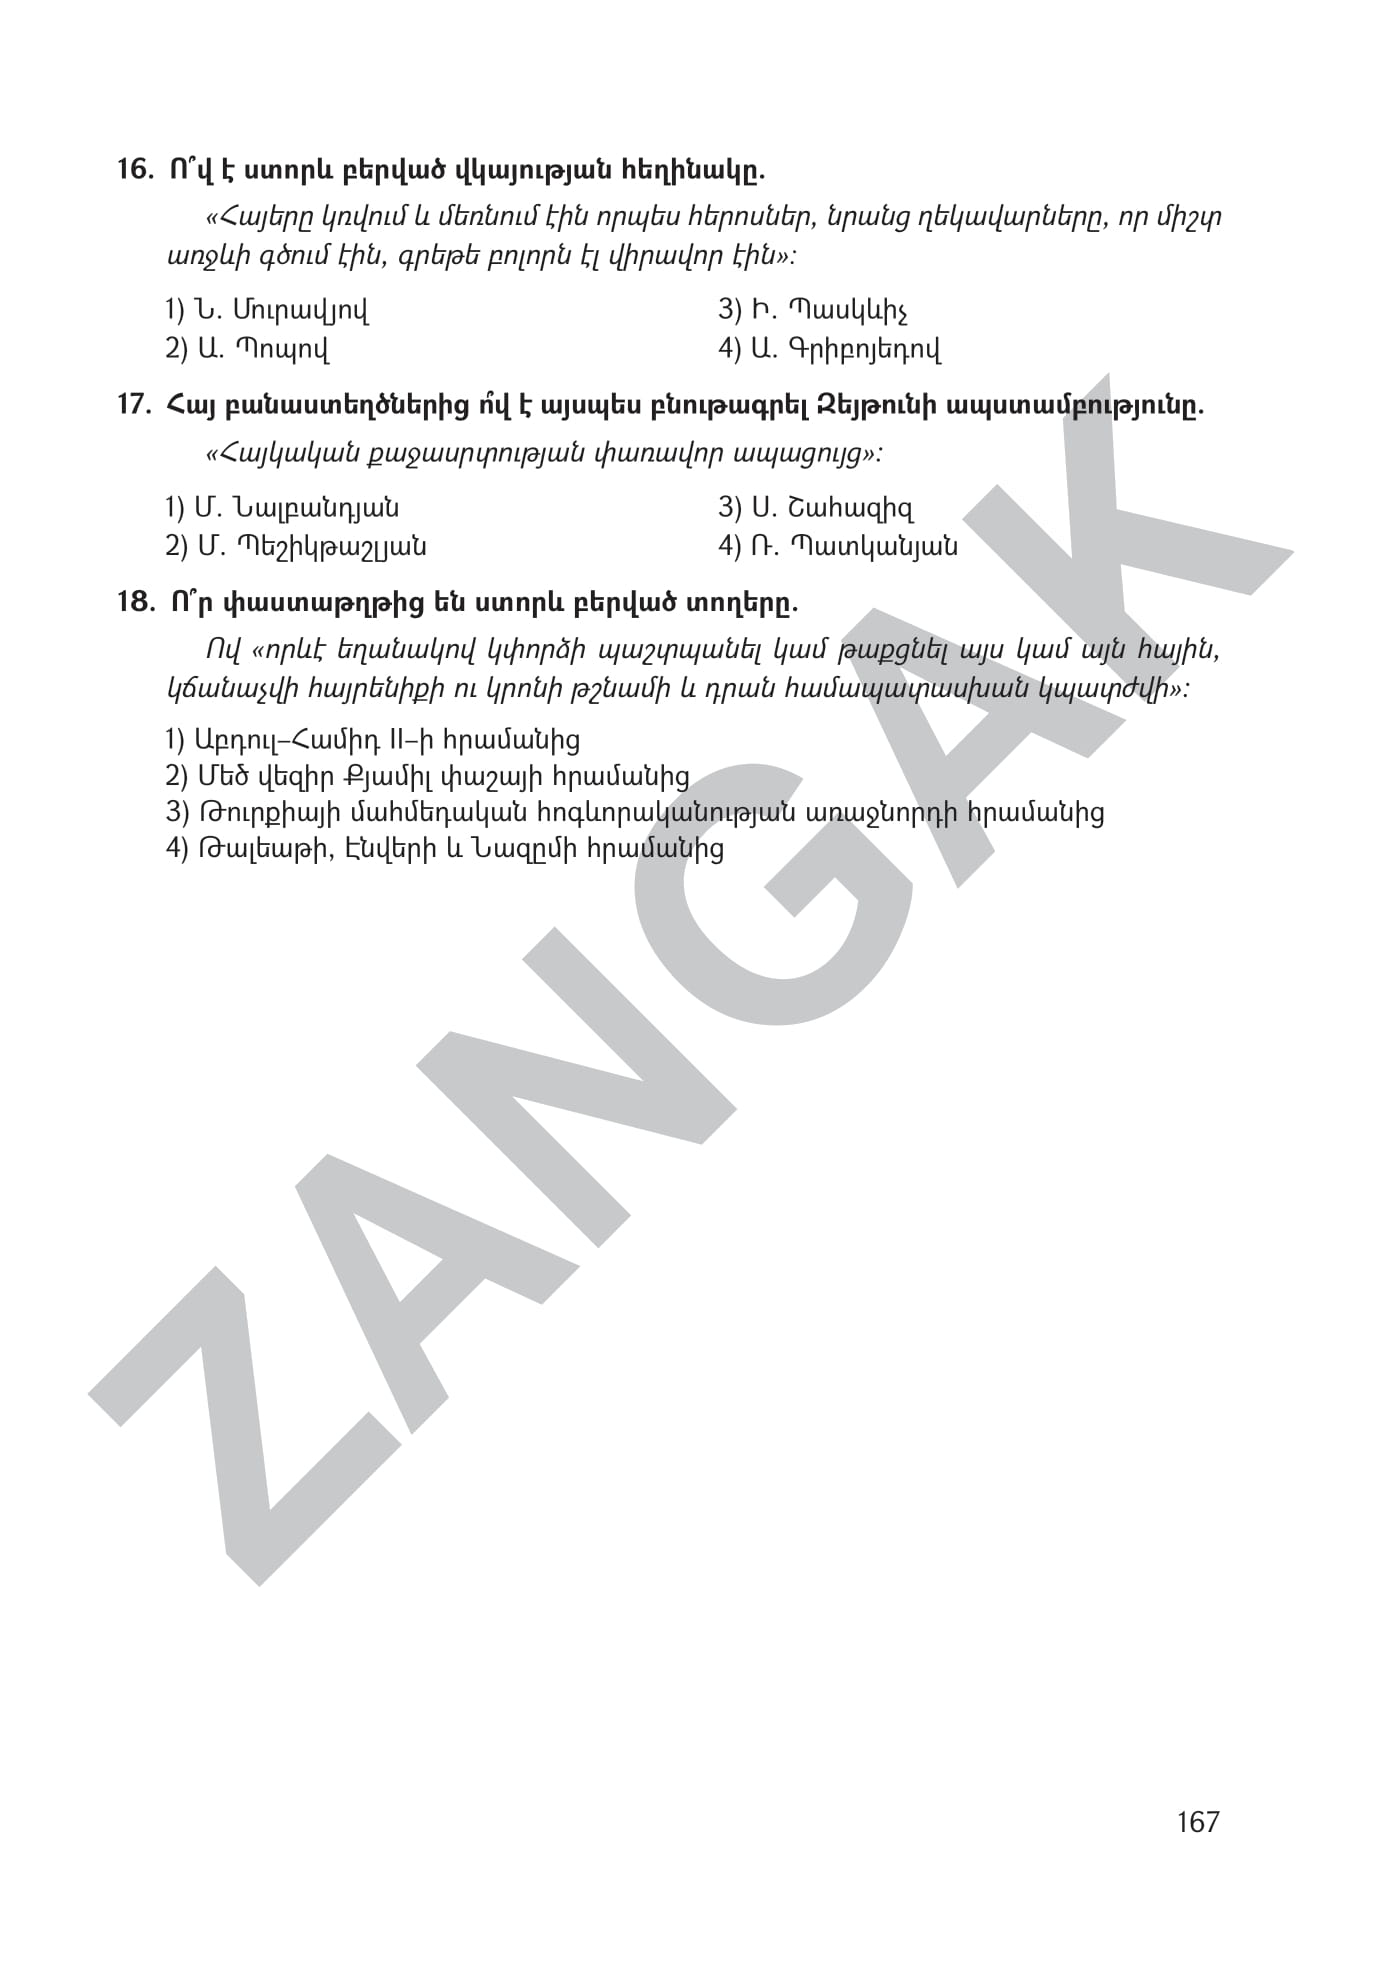 16. Ո՞վ է ստորև բերված վկայության հեղինակը.
«Հայերը կռվում և մեռնում էին որպես հերոսներ, նրանց ղեկավարները, որ միշտ
առջևի գծում էին, գրեթե բոլորն էլ վիրավոր էին»:
1) Ն. Մուրավյով
3) Ի. Պասկևիչ
2) Ա. Պոպով
4) Ա. Գրիբոյեդով
17. Հայ բանաստեղծներից ո՞վ է այսպես բնութագրել Զեյթունի ապստամբությունը.
«Հայկական քաջասրտության փառավոր ապացույց»:
1) Մ. Նալբանդյան
3) Ս. Շահազիզ
2) Մ. Պեշիկթաշլյան
4) Ռ. Պատկանյան
18. Ո՞ր փաստաթղթից են ստորև բերված տողերը.
Ով «որևէ եղանակով կփորձի պաշտպանել կամ թաքցնել այս կամ այն հային,
կճանաչվի հայրենիքի ու կրոնի թշնամի և դրան համապատասխան կպատժվի»:
1) Աբդուլ–Համիդ II–ի հրամանից
2) Մեծ վեզիր Քյամիլ փաշայի հրամանից
3) Թուրքիայի մահմեդական հոգևորականության առաջնորդի հրամանից
4) Թալեաթի, Էնվերի և Նազըմի հրամանից
ZANGAK
167